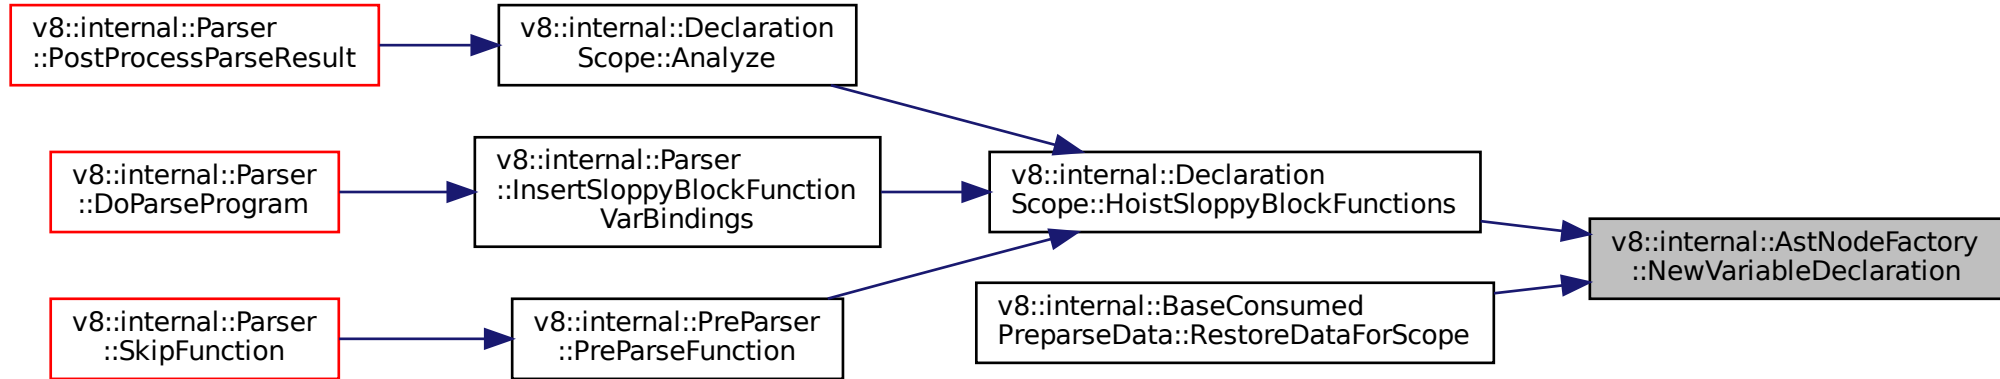 v8::internal::Parser
::PostProcessParseResult
v8::internal::Declaration
Scope::Analyze
v8::internal::Parser
::DoParseProgram
v8::internal::Parser
::InsertSloppyBlockFunction
VarBindings
v8::internal::Declaration
Scope::HoistSloppyBlockFunctions
v8::internal::AstNodeFactory
::NewVariableDeclaration
v8::internal::Parser
::SkipFunction
v8::internal::PreParser
::PreParseFunction
v8::internal::BaseConsumed
PreparseData::RestoreDataForScope